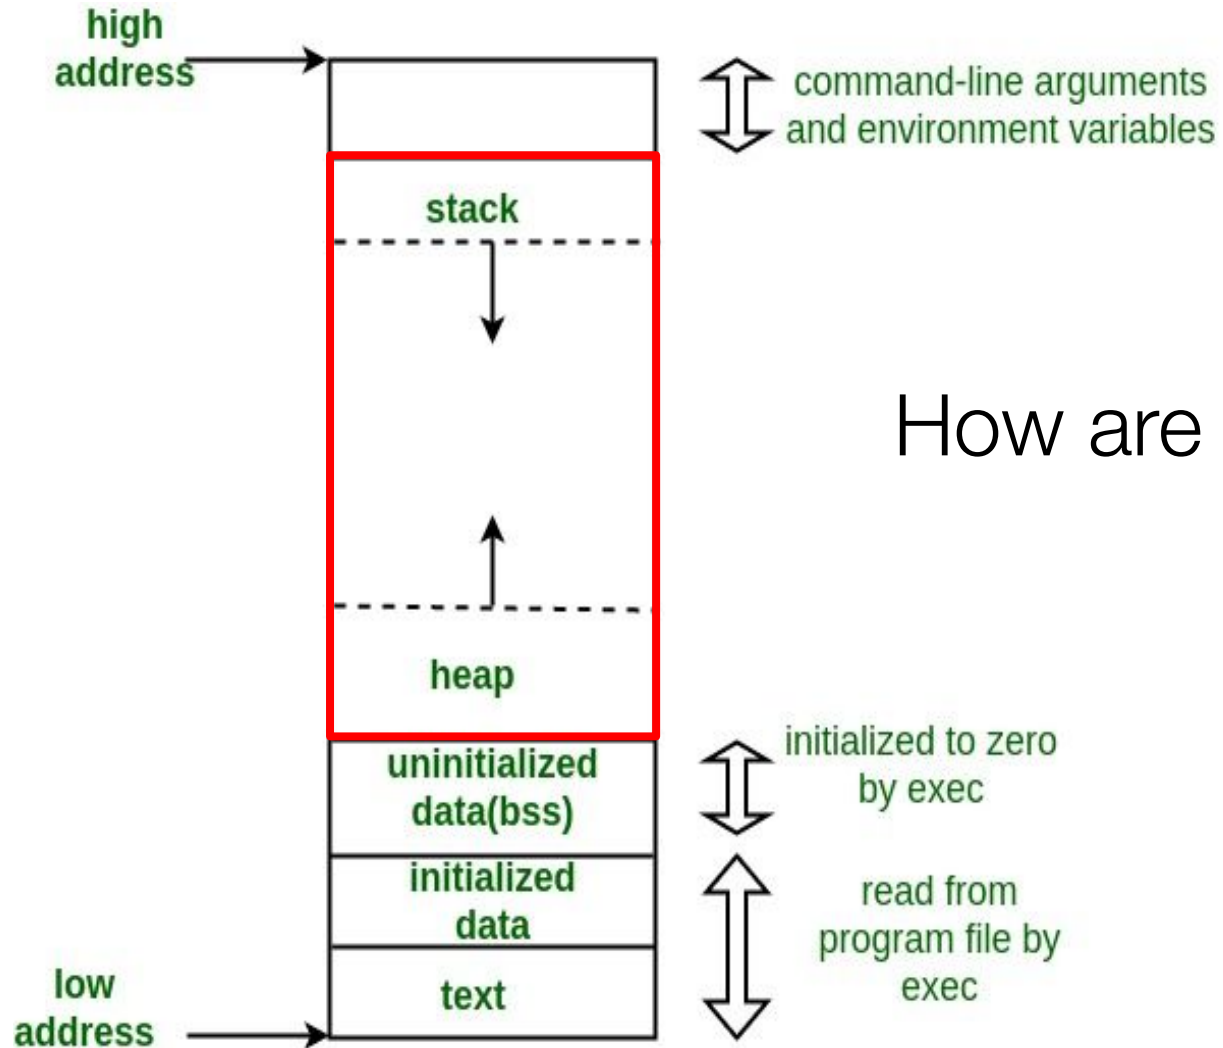 high
address
command-line arguments
and environment variables
stack
How are
heap
uninitialized
data(bss)
initialized to zero
by exec
initialized
data
read from
program file by
exec
text
low
address